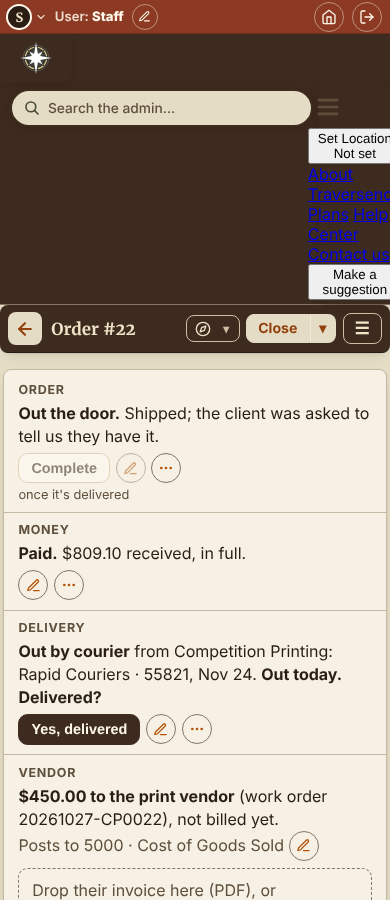 S
User: Staff
Search the admin...
Set Location
Not set
About
Plans Help
Center
Contact us
Make a
suggestion
Order #22
Close
ORDER
Out the door. Shipped; the client was asked to
tell us they have it.
Complete
once it's delivered
MONEY
Paid. $809.10 received, in full.
DELIVERY
Out by courier from Competition Printing:
Rapid Couriers · 55821, Nov 24. Out today.
Delivered?
Yes, delivered
VENDOR
$450.00 to the print vendor (work order
20261027-CP0022), not billed yet.
Posts to 5000 · Cost of Goods Sold
Drop their invoice here (PDF), or